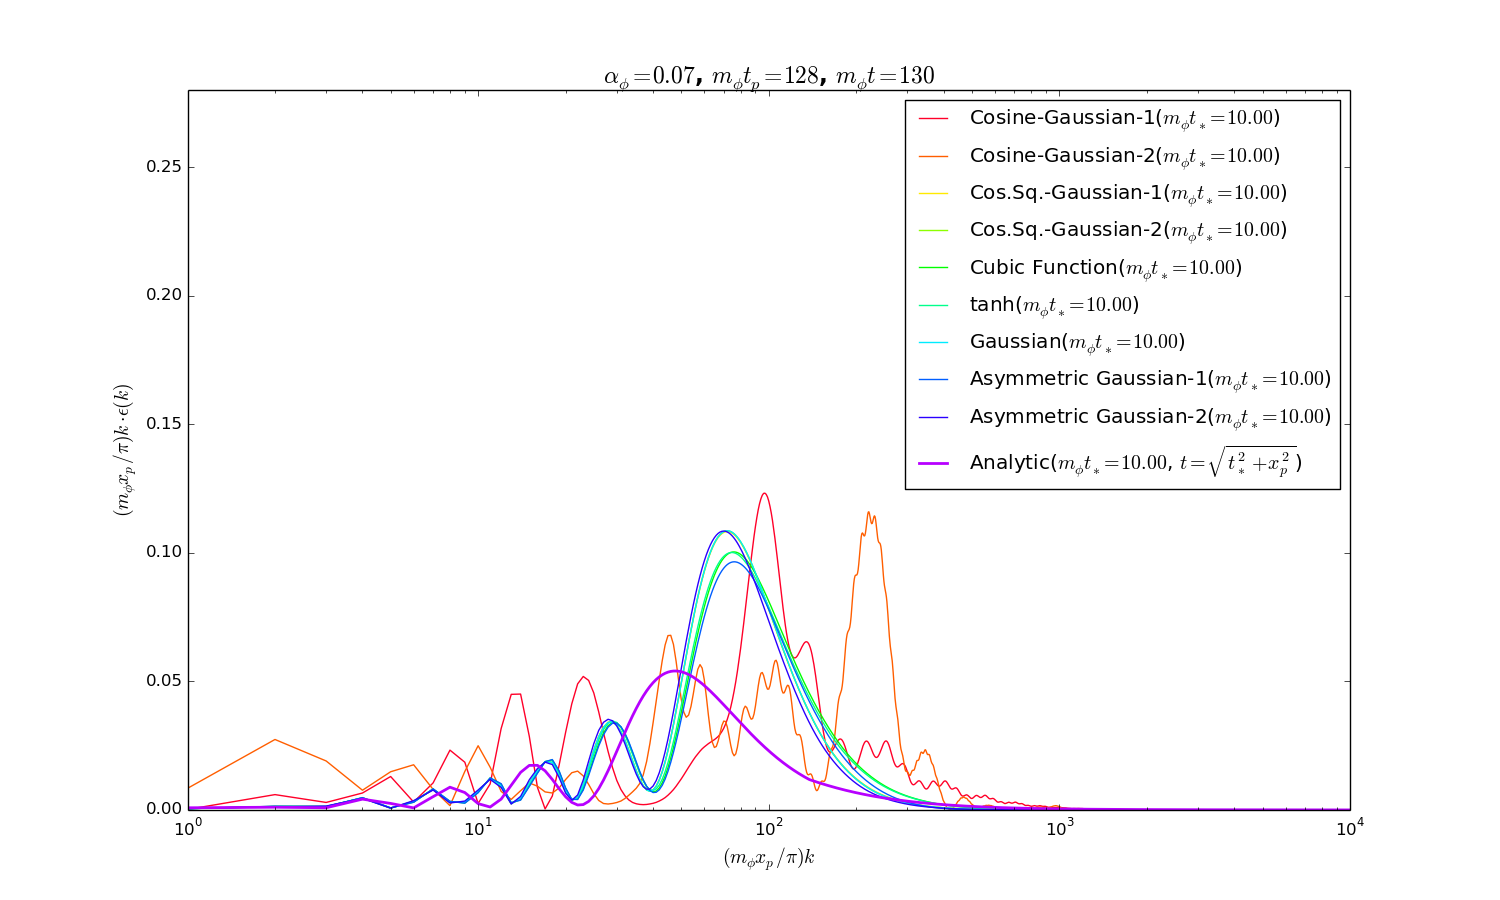 α_ϕ=0.07, m_ϕt_p=128, m_ϕt=130
0.25
0.20
0.15
0.10
0.05
0.00
(m_ϕx_p/π)k·ϵ(k)
Cosine-Gaussian-1(m_ϕt_*=10.00)
Cosine-Gaussian-2(m_ϕt_*=10.00)
Cos.Sq.-Gaussian-1(m_ϕt_*=10.00)
Cos.Sq.-Gaussian-2(m_ϕt_*=10.00)
Cubic Function(m_ϕt_*=10.00)
tanh(m_ϕt_*=10.00)
Gaussian(m_ϕt_*=10.00)
Asymmetric Gaussian-1(m_ϕt_*=10.00)
Asymmetric Gaussian-2(m_ϕt_*=10.00)
Analytic(m_ϕt_*=10.00, t=√(t_*^2+x_p^2))
10^0 10^1 10^2 10^3 10^4
(m_ϕx_p/π)k